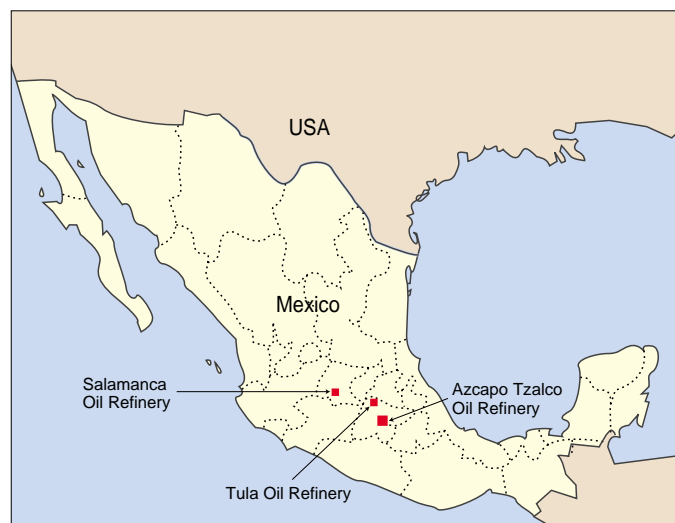 USA
Mexico
Salamanca
Oil Refinery
Azcapo Tzalco
Oil Refinery
Tula Oil Refinery